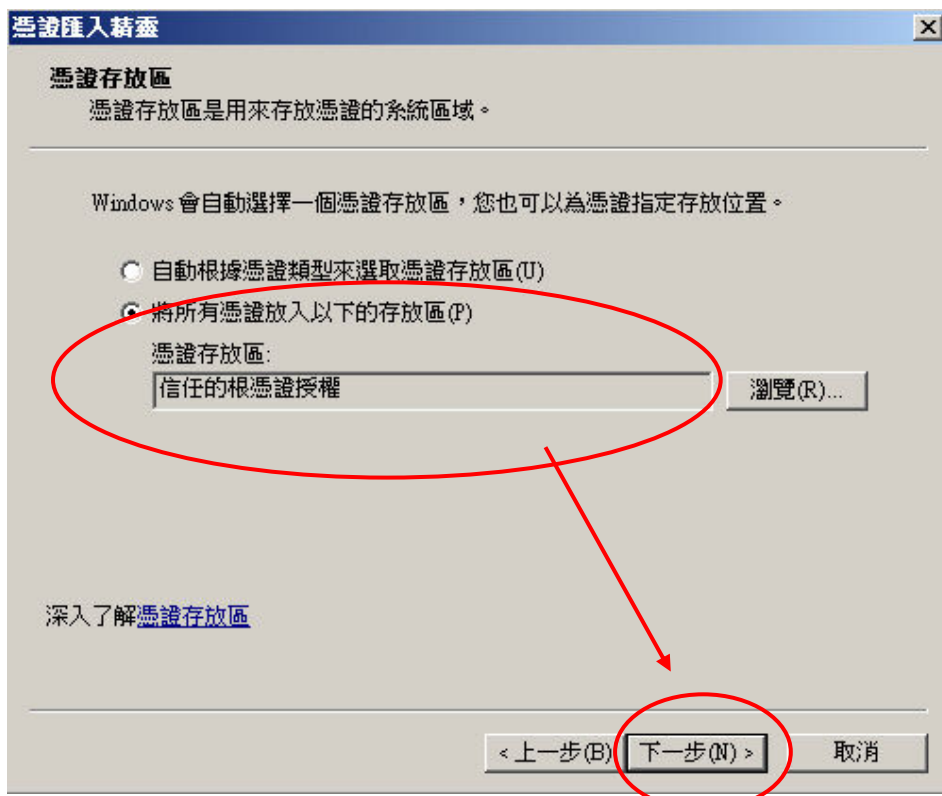 憑證匯入精靈
憑證存放區
憑證存放區是用來存放憑證的系統區域。
Windows 會自動選擇一個憑證存放區，您也可以為憑證指定存放位置。
自動根據憑證類型來選取憑證存放區(U)
將所有憑證放入以下的存放區(P)
憑證存放區:
信任的根憑證授權
瀏覽(R)...
深入了解憑證存放區
<上一步(B)
下一步(N) >
取消